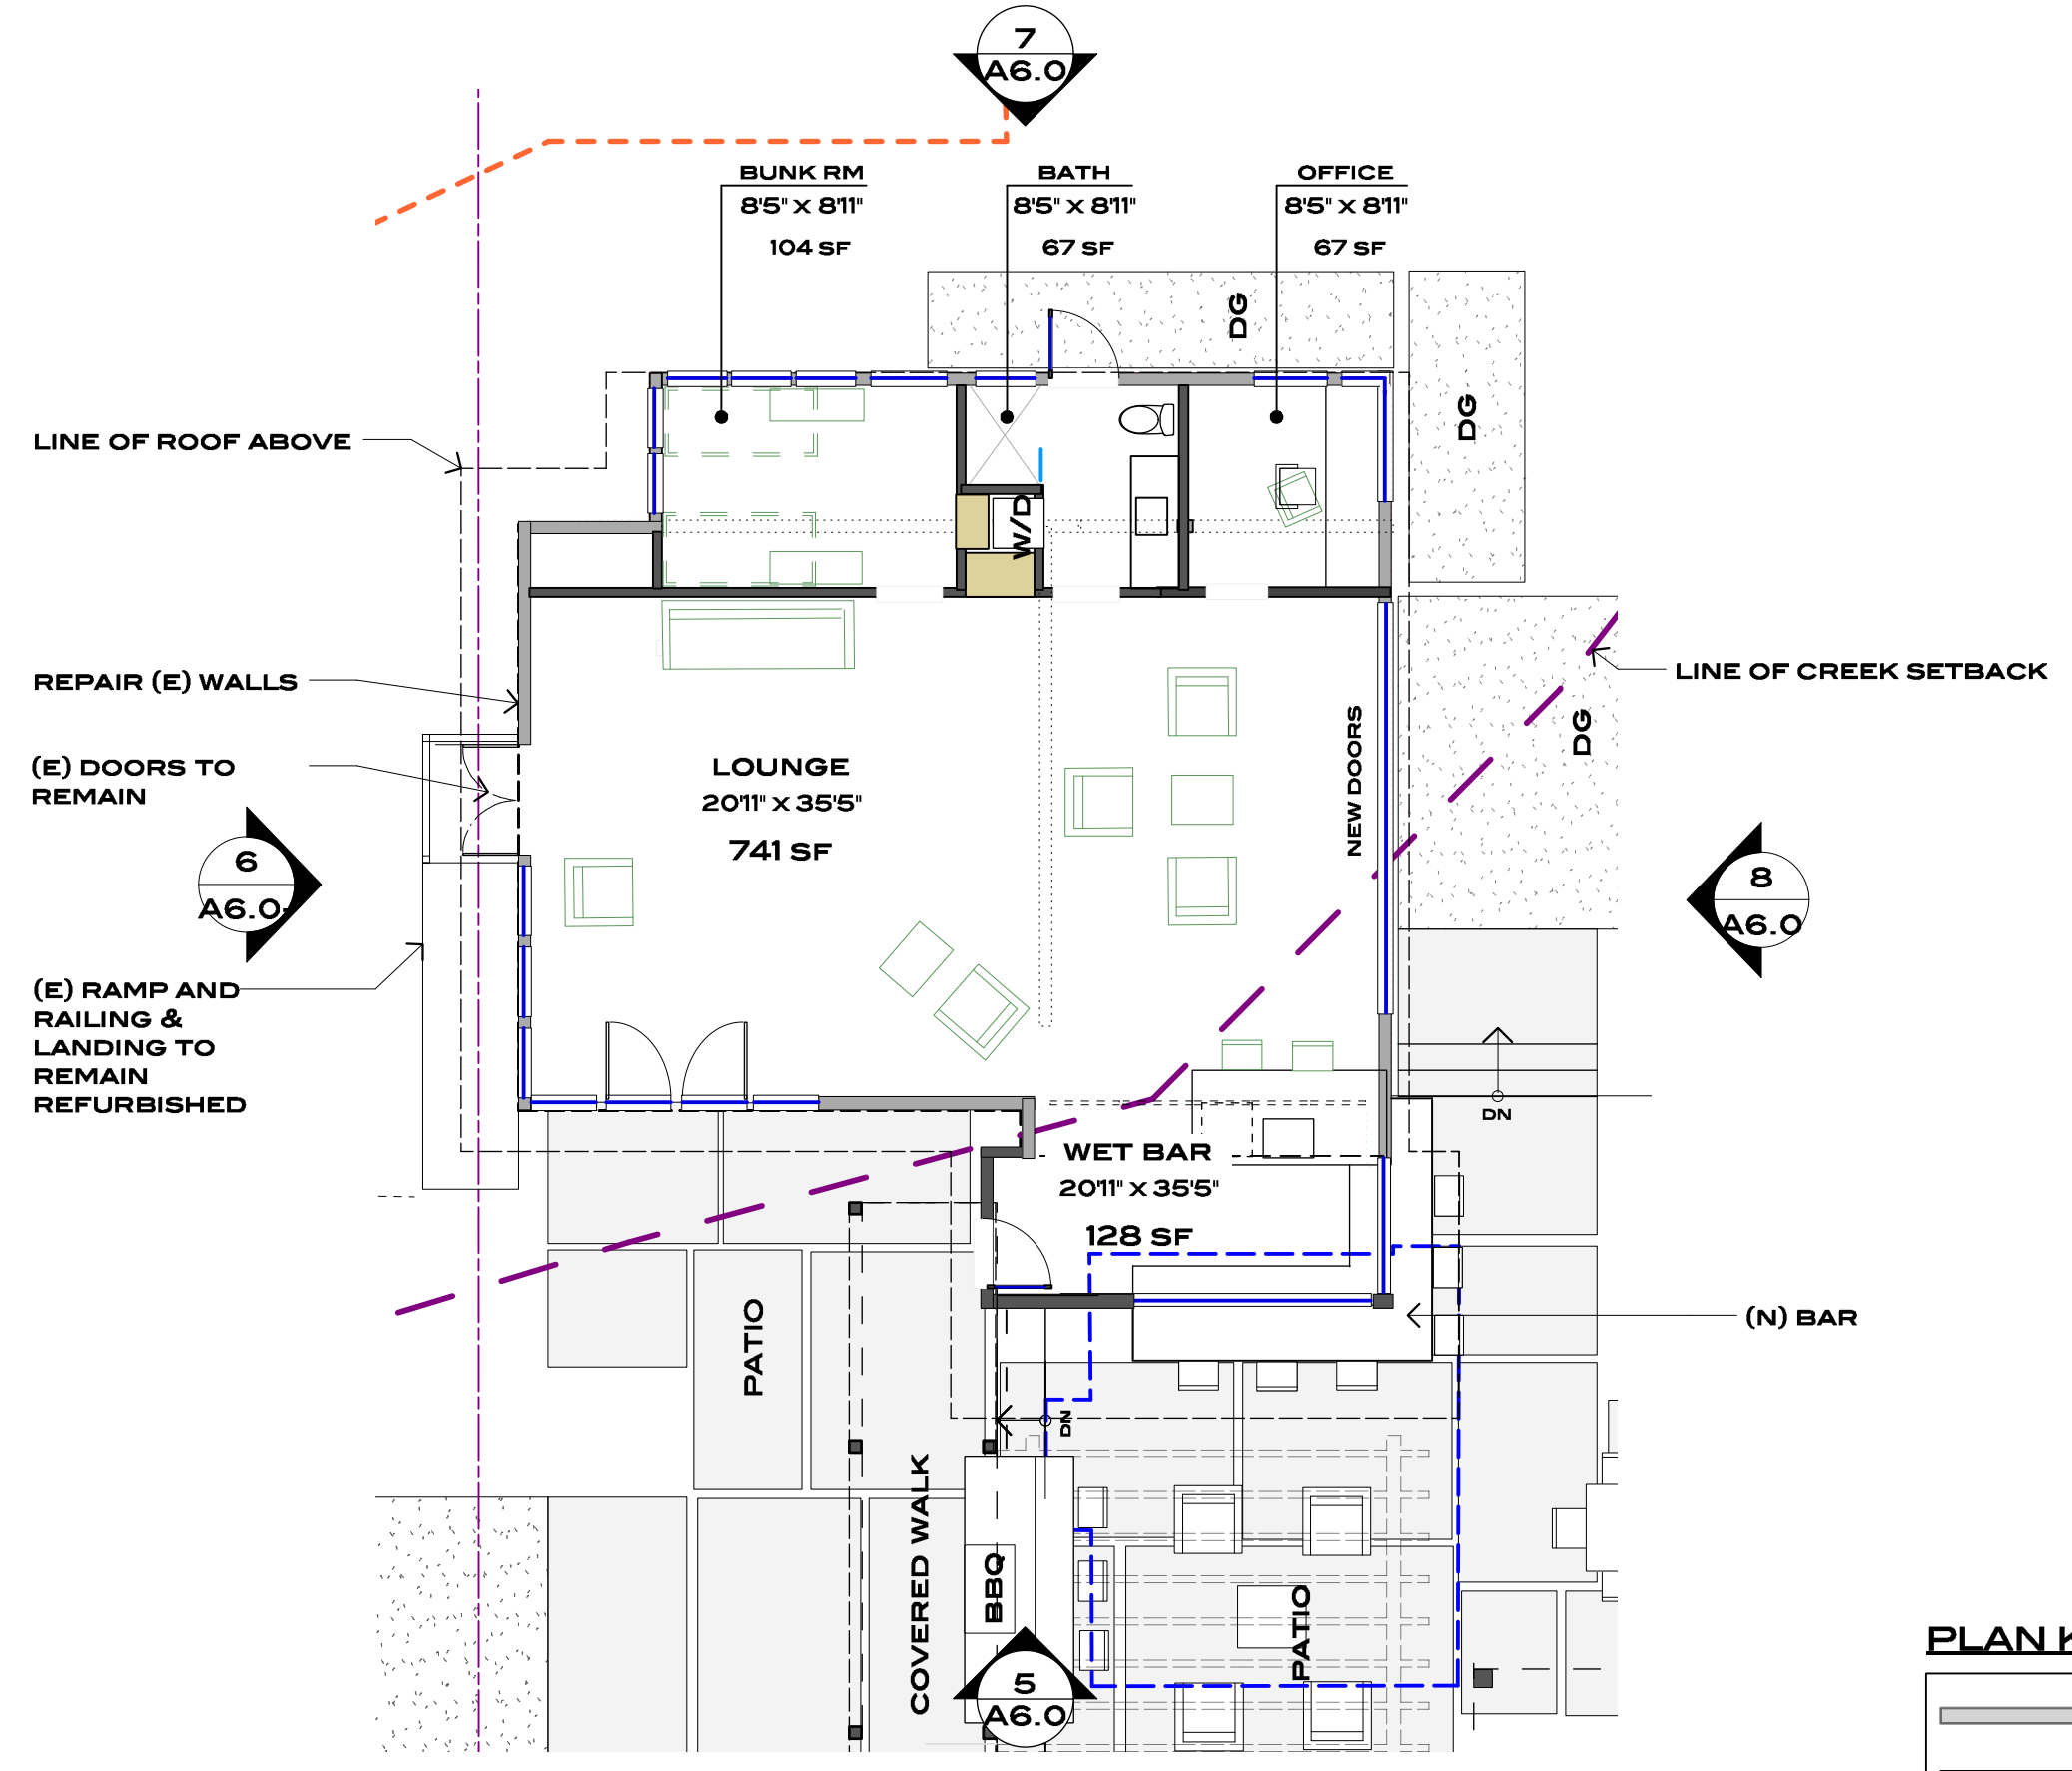 7
A6.0
BUNK RM
8'5" X 8'11"
104 SF
BATH
8'5" X 8'11"
67 SF
OFFICE
8'5" X 8'11"
67 SF
DG
DG
LINE OF ROOF ABOVE
W/D
REPAIR (E) WALLS
LINE OF CREEK SETBACK
DG
(E) DOORS TO
REMAIN
LOUNGE
20'11" X 35'5"
741 SF
NEW DOORS
6
A6.0
8
A6.0
(E) RAMP AND
RAILING &
LANDING TO
REMAIN
REFURBISHED
DN
WET BAR
20'11" X 35'5"
128 SF
(N) BAR
PATIO
DN
COVERED WALK
BBQ
PATIO
5
A6.0
PLAN